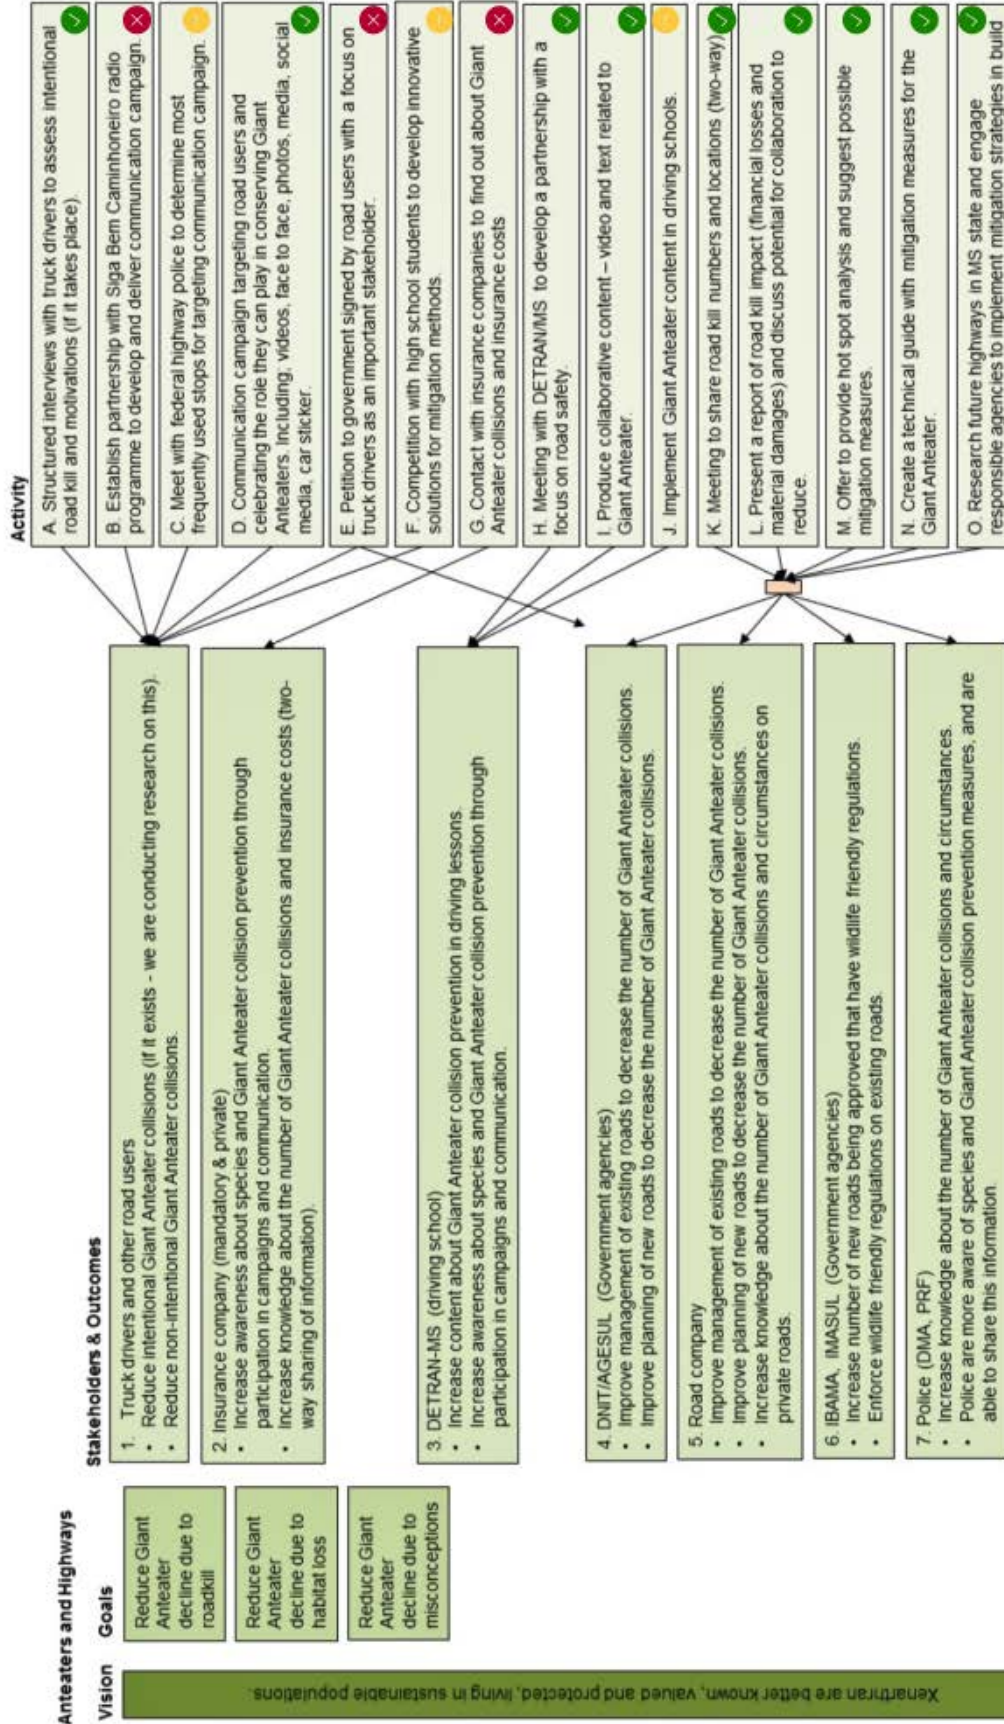 Anteaters and Highways
Vision
Xenarthran are better known, valued and protected, living in sustainable populations.
Goals
Reduce Giant
Anteater
decline due to
roadkill
Reduce Giant
Anteater
decline due to
habitat loss
Reduce Giant
Anteater
decline due to
misconceptions
Stakeholders & Outcomes
1. Truck drivers and other road users
• Reduce intentional Giant Anteater collisions (if it exists - we are conducting research on this).
• Reduce non-intentional Giant Anteater collisions.
2. Insurance company (mandatory & private)
• Increase awareness about species and Giant Anteater collision prevention through
participation in campaigns and communication.
• Increase knowledge about the number of Giant Anteater collisions and insurance costs (two-
way sharing of information).
3. DETRAN-MS (driving school)
• Increase content about Giant Anteater collision prevention in driving lessons.
• Increase awareness about species and Giant Anteater collision prevention through
participation in campaigns and communication.
4. DNIT/AGESUL (Government agencies)
• Improve management of existing roads to decrease the number of Giant Anteater collisions.
• Improve planning of new roads to decrease the number of Giant Anteater collisions.
5. Road company
• Improve management of existing roads to decrease the number of Giant Anteater collisions.
• Improve planning of new roads to decrease the number of Giant Anteater collisions.
• Increase knowledge about the number of Giant Anteater collisions and circumstances on
private roads.
6. IBAMA, IMASUL (Government agencies)
• Increase number of new roads being approved that have wildlife friendly regulations.
• Enforce wildlife friendly regulations on existing roads.
7. Police (DMA, PRF)
• Increase knowledge about the number of Giant Anteater collisions and circumstances.
• Police are more aware of species and Giant Anteater collision prevention measures, and are
able to share this information.
Activity
A. Structured interviews with truck drivers to assess intentional
road kill and motivations (if it takes place).
B. Establish partnership with Siga Bem Caminhoneiro radio
programme to develop and deliver communication campaign.
C. Meet with federal highway police to determine most
frequently used stops for targeting communication campaign.
D. Communication campaign targeting road users and
celebrating the role they can play in conserving Giant
Anteaters. Including; videos, face to face, photos, media, social
media, car sticker.
E. Petition to government signed by road users with a focus on
truck drivers as an important stakeholder.
F. Competition with high school students to develop innovative
solutions for mitigation methods.
G. Contact with insurance companies to find out about Giant
Anteater collisions and insurance costs
H. Meeting with DETRAN/MS to develop a partnership with a
focus on road safety.
I. Produce collaborative content – video and text related to
Giant Anteater.
J. Implement Giant Anteater content in driving schools.
K. Meeting to share road kill numbers and locations (two-way)
L. Present a report of road kill impact (financial losses and
material damages) and discuss potential for collaboration to
reduce.
M. Offer to provide hot spot analysis and suggest possible
mitigation measures.
N. Create a technical guide with mitigation measures for the
Giant Anteater.
O. Research future highways in MS state and engage
responsible agencies to implement mitigation strategies in build